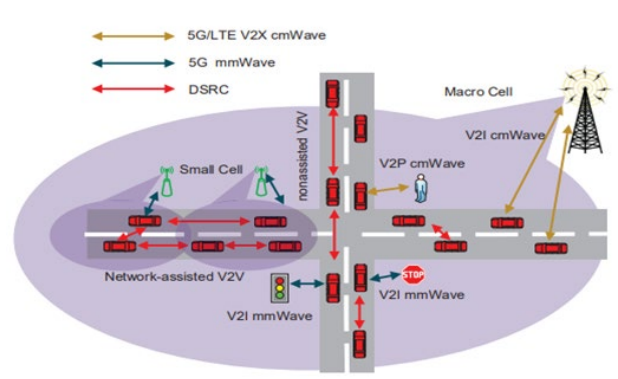 5G/LTE V2X cmWave
5G mmWave
DSRC
Macro Cell
V2I cmWave
nonassisted V2V
Small Cell
V2P cmWave
Network-assisted V2V
STOP
V2I mmWave
V2I mmWave